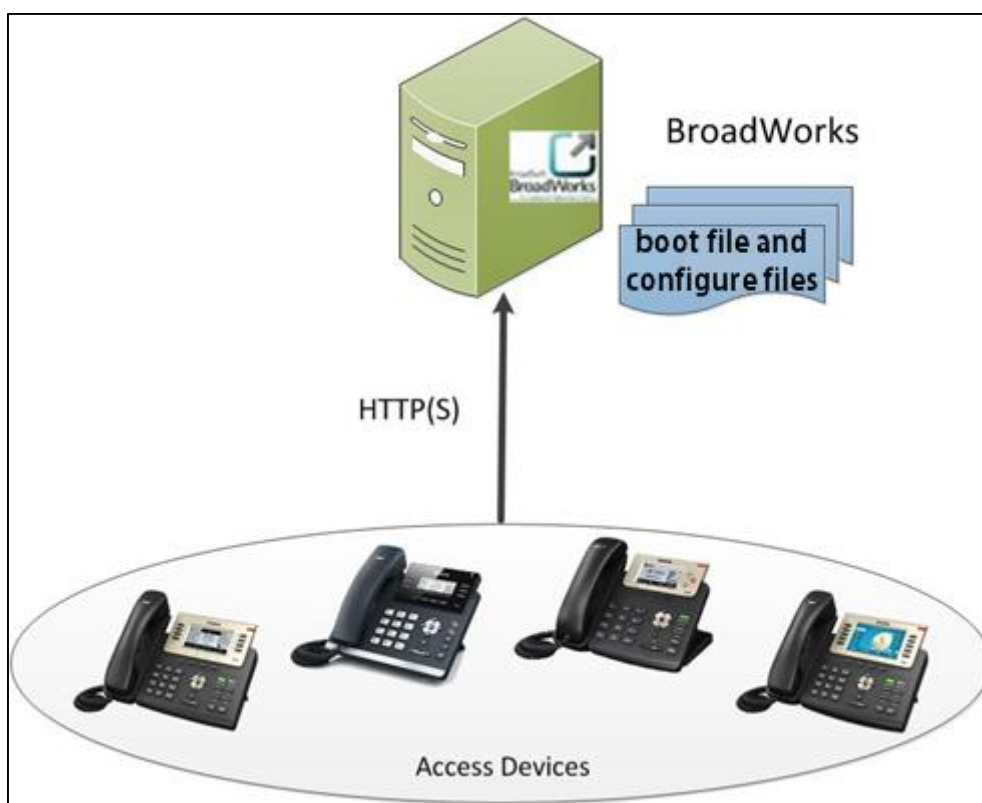 BroadWorks
BroadWorks
boot file and
configure files
HTTP(S)
Access Devices